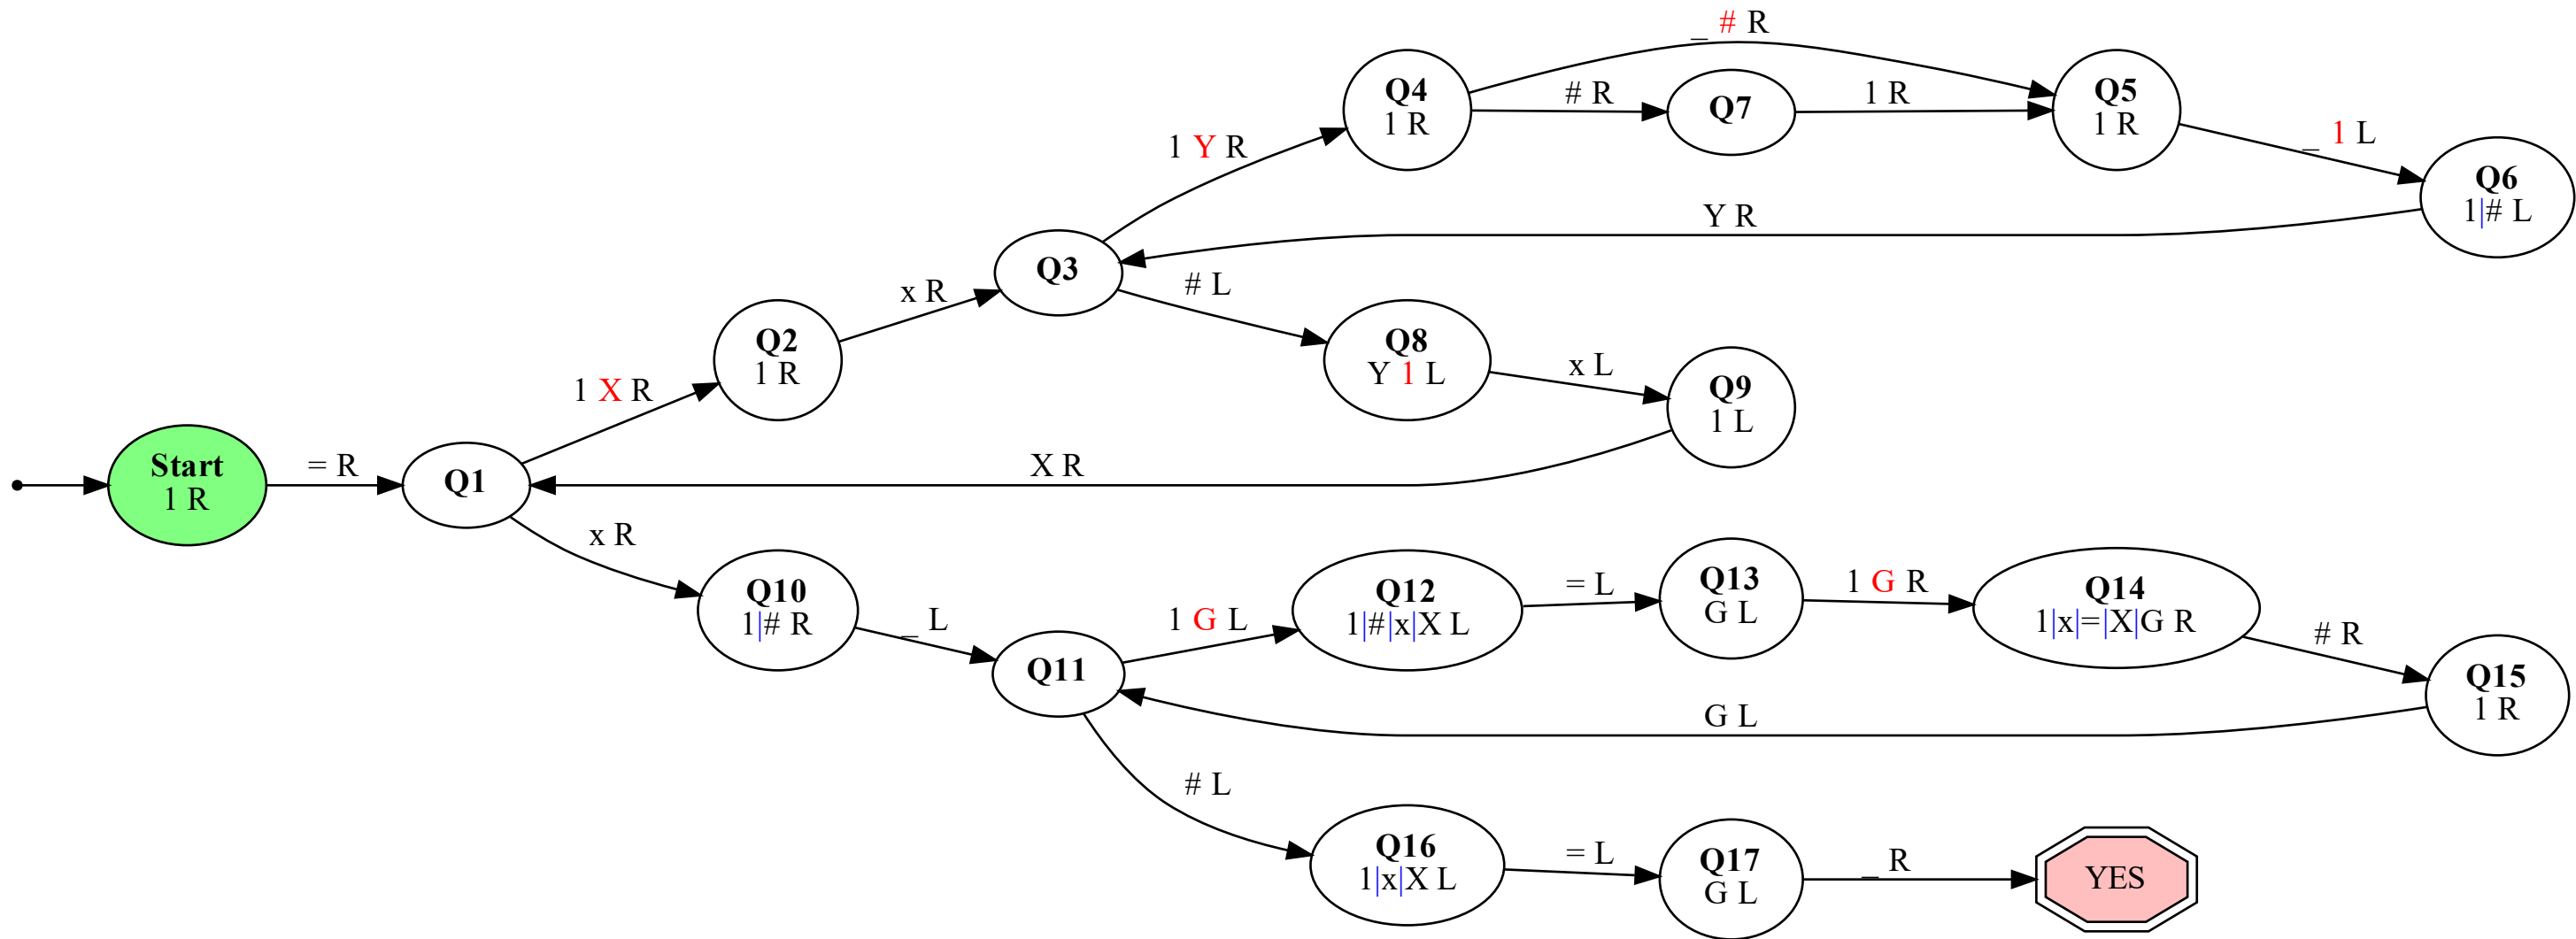 _ # R
Q4
1 R
# R
Q7
1 R
Q5
1 R
1 Y R
_ 1 L
Q6
1|# L
Y R
Q3
# L
x R
Q2
1 R
Q8
Y 1 L
x L
Q9
1 L
1 X R
Start
1 R
= R
Q1
X R
x R
Q10
1|# R
_ L
Q11
1 G L
Q12
1|#|x|X L
= L
Q13
G L
1 G R
Q14
1|x|=|X|G R
# R
Q15
1 R
G L
# L
Q16
1|x|X L
= L
Q17
G L
_ R
YES